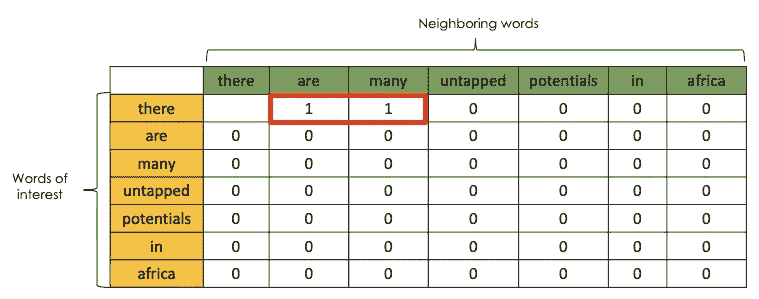 Neighboring words
there are many untapped potentials in africa
there 1 1 0 0 0 0
are 0 0 0 0 0 0 0
many 0 0 0 0 0 0 0
Words of
interest
untapped 0 0 0 0 0 0 0
potentials 0 0 0 0 0 0 0
in 0 0 0 0 0 0 0
africa 0 0 0 0 0 0 0